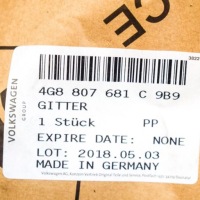 CE
VOLKSWAGEN
GROUP
4G8 807 681 C 9B9
GITTER
1 Stück PP
EXPIRE DATE: NONE
LOT: 2018.05.03
MADE IN GERMANY